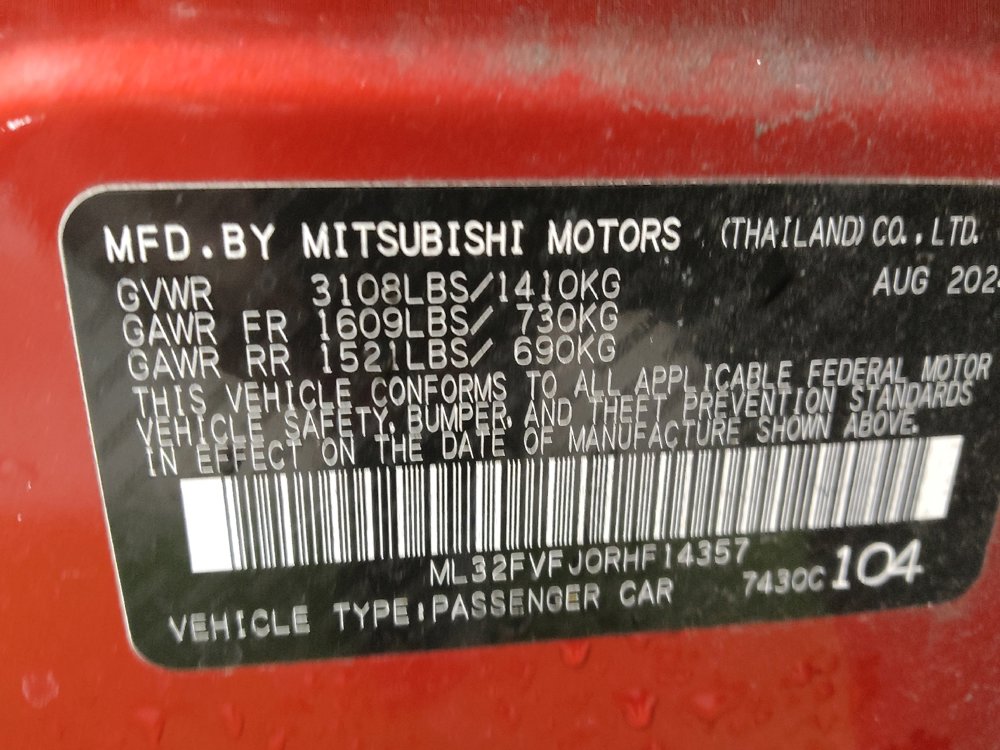 MFD.BY MITSUBISHI MOTORS (THAILAND) CO., LTD.
GVWR 3108LBS/1410KG AUG
GAWR FR 1609LBS/ 730KG
GAWR RR 1521LBS/ 690KG
THIS VEHICLE CONFORMS TO ALL APPLICABLE FEDERAL MOTOR
VEHICLE SAFETY, BUMPER, AND THEFT PREVENTION STANDARDS
IN EFFECT ON THE DATE OF MANUFACTURE SHOWN ABOVE.
ML32FVFJ0RHF14357
7430C 104
VEHICLE TYPE:PASSENGER CAR